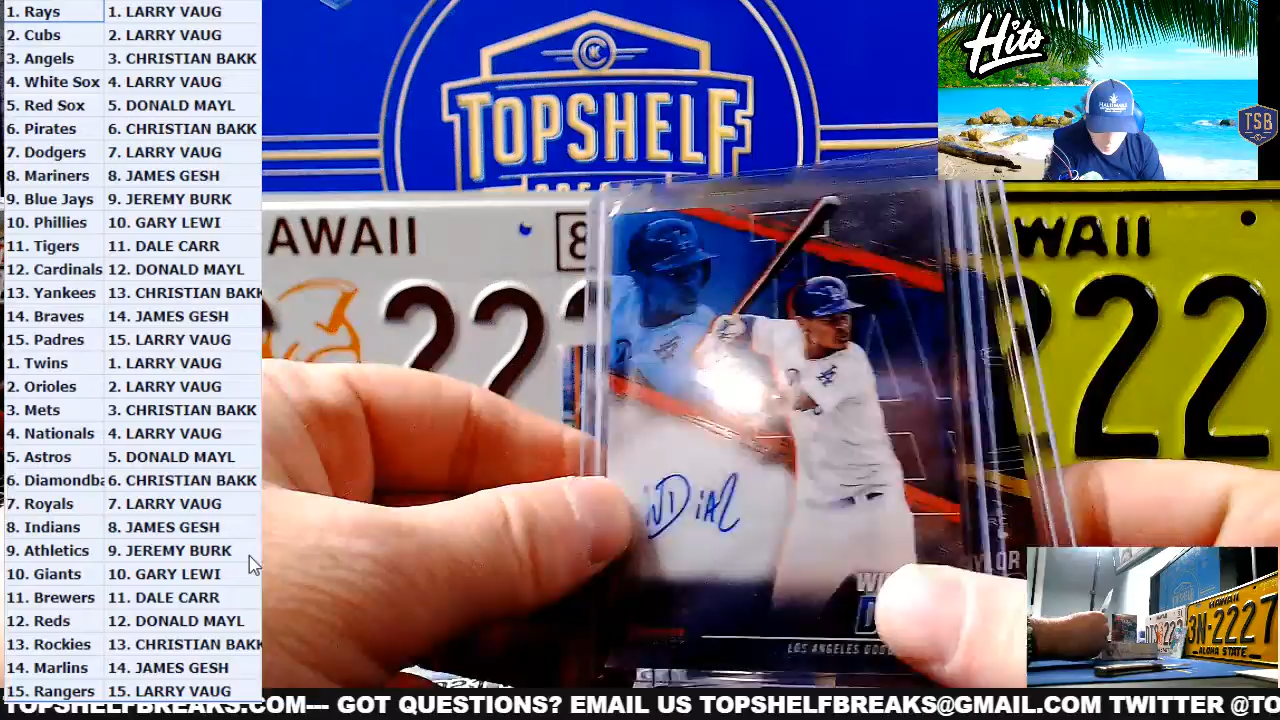 1. Rays 1. LARRY VAUG
2. Cubs 2. LARRY VAUG
3. Angels 3. CHRISTIAN BAKK
4. White Sox 4. LARRY VAUG
5. Red Sox 5. DONALD MAYL
6. Pirates 6. CHRISTIAN BAKK
7. Dodgers 7. LARRY VAUG
8. Mariners 8. JAMES GESH
9. Blue Jays 9. JEREMY BURK
10. Phillies 10. GARY LEWI
11. Tigers 11. DALE CARR
12. Cardinals 12. DONALD MAYL
13. Yankees 13. CHRISTIAN BAKK
14. Braves 14. JAMES GESH
15. Padres 15. LARRY VAUG
1. Twins 1. LARRY VAUG
2. Orioles 2. LARRY VAUG
3. Mets 3. CHRISTIAN BAKK
4. Nationals 4. LARRY VAUG
5. Astros 5. DONALD MAYL
6. Diamondba 6. CHRISTIAN BAKK
7. Royals 7. LARRY VAUG
8. Indians 8. JAMES GESH
9. Athletics 9. JEREMY BURK
10. Giants 10. GARY LEWI
11. Brewers 11. DALE CARR
12. Reds 12. DONALD MAYL
13. Rockies 13. CHRISTIAN BAKK
14. Marlins 14. JAMES GESH
15. Rangers 15. LARRY VAUG
TOPSHELF
Hits
TSB
AWAII 8
222
WAII
222
NDiaz
LOS ANGELES DOD
HAWAII
3N-2227
ALOHA STATE
TOPSHELFBREAKS.COM--- GOT QUESTIONS? EMAIL US TOPSHELFBREAKS@GMAIL.COM TWITTER @TO